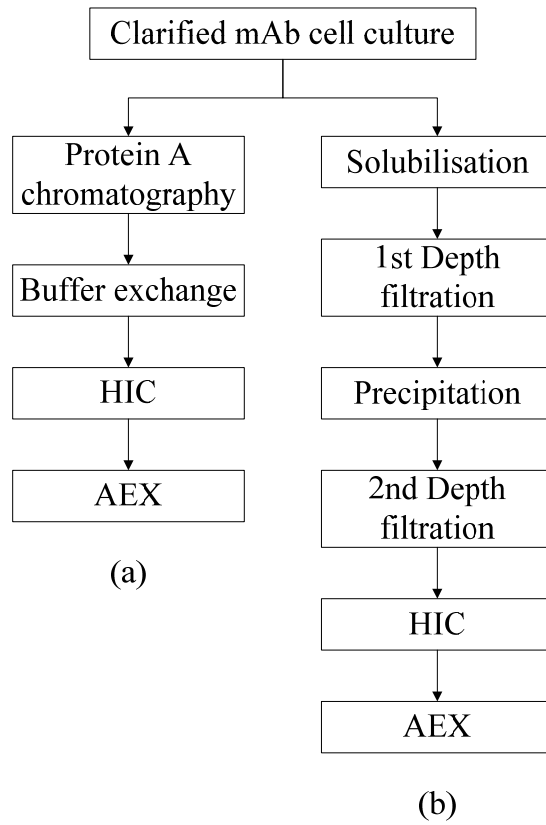 Clarified mAb cell culture
Protein A
chromatography
Buffer exchange
HIC
AEX
(a)
Solubilisation
1st Depth
filtration
Precipitation
2nd Depth
filtration
HIC
AEX
(b)